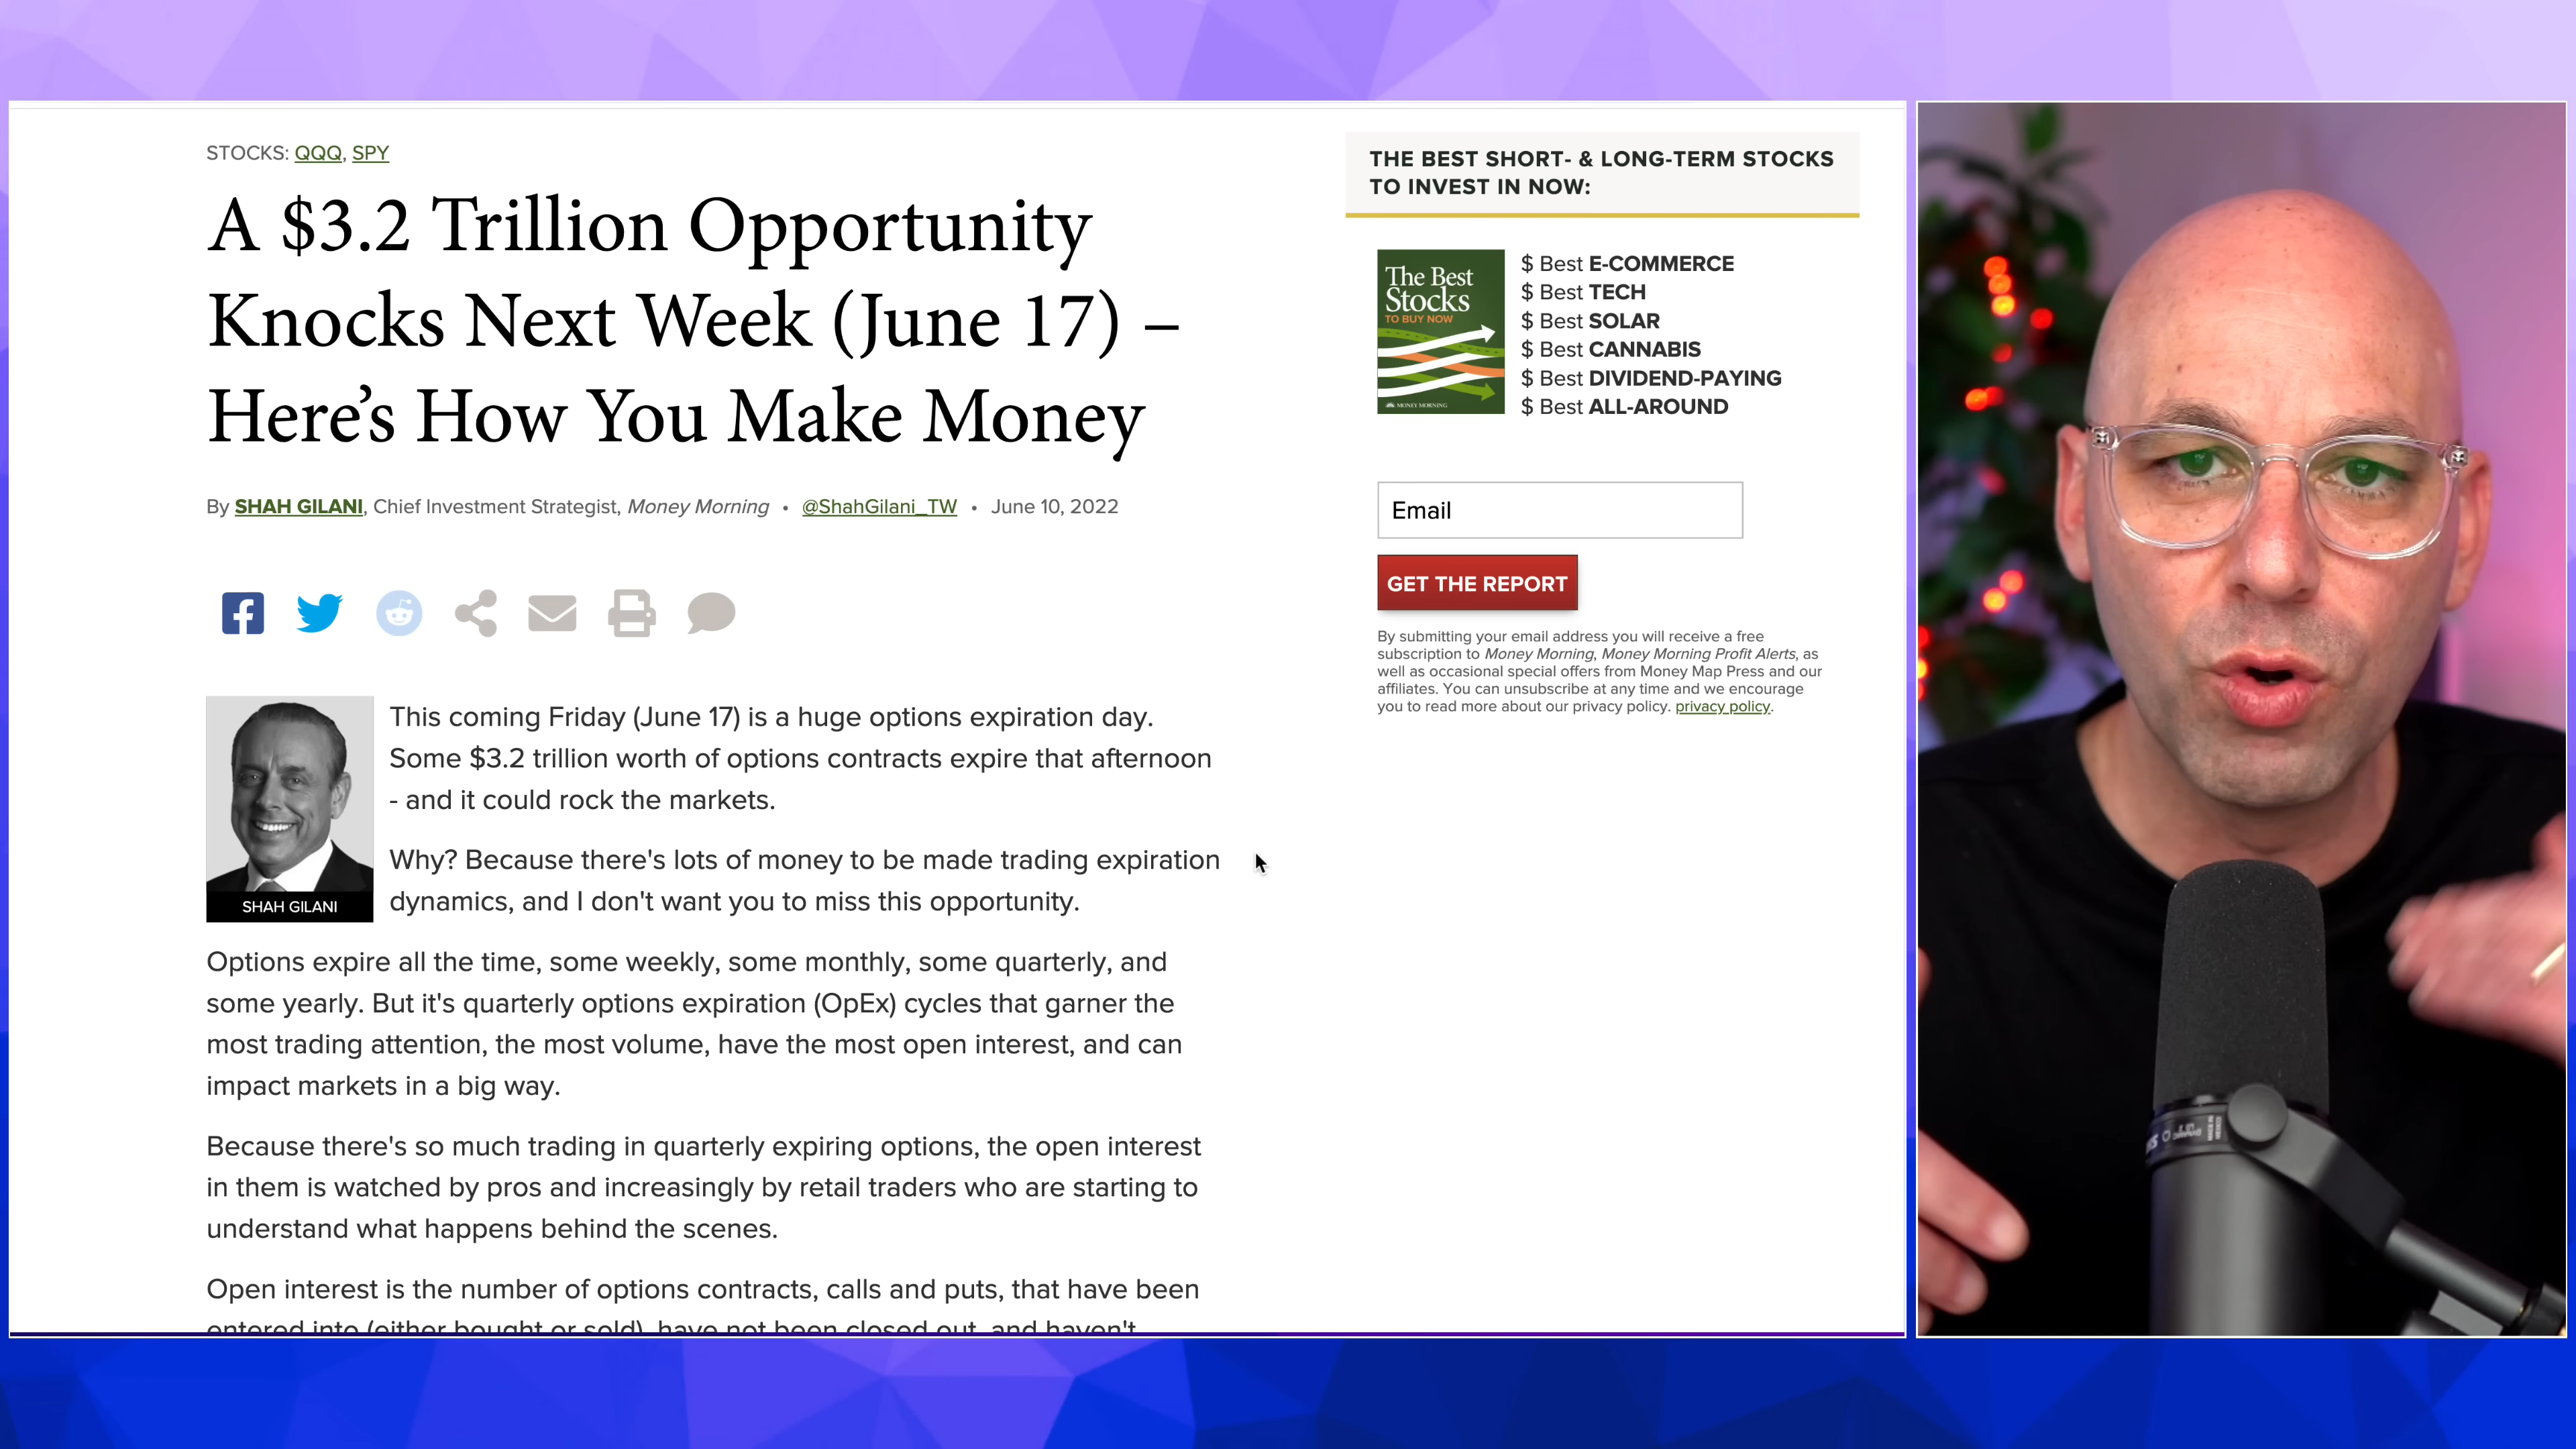 STOCKS: QQQ, SPY
A $3.2 Trillion Opportunity
Knocks Next Week (June 17) –
Here’s How You Make Money
By SHAH GILANI, Chief Investment Strategist, Money Morning • @ShahGilani_TW • June 10, 2022
SHAH GILANI
This coming Friday (June 17) is a huge options expiration day.
Some $3.2 trillion worth of options contracts expire that afternoon
- and it could rock the markets.
Why? Because there's lots of money to be made trading expiration
dynamics, and I don't want you to miss this opportunity.
Options expire all the time, some weekly, some monthly, some quarterly, and
some yearly. But it's quarterly options expiration (OpEx) cycles that garner the
most trading attention, the most volume, have the most open interest, and can
impact markets in a big way.
Because there's so much trading in quarterly expiring options, the open interest
in them is watched by pros and increasingly by retail traders who are starting to
understand what happens behind the scenes.
Open interest is the number of options contracts, calls and puts, that have been
entered into (either bought or sold), have not been closed out, and haven't
THE BEST SHORT- & LONG-TERM STOCKS
TO INVEST IN NOW:
The Best
Stocks
TO BUY NOW
MONEY MORNING
$ Best E-COMMERCE
$ Best TECH
$ Best SOLAR
$ Best CANNABIS
$ Best DIVIDEND-PAYING
$ Best ALL-AROUND
Email
GET THE REPORT
By submitting your email address you will receive a free
subscription to Money Morning, Money Morning Profit Alerts, as
well as occasional special offers from Money Map Press and our
affiliates. You can unsubscribe at any time and we encourage
you to read more about our privacy policy. privacy policy.